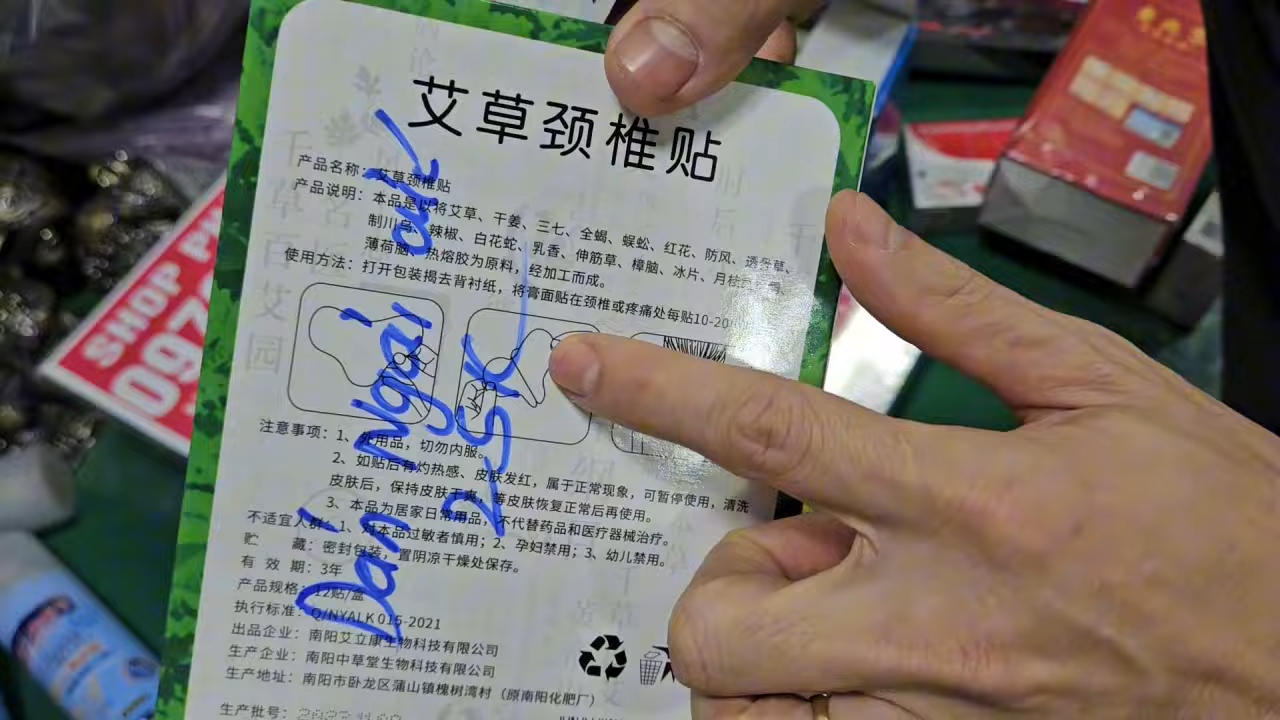 艾草颈椎贴
产品名称：艾草颈椎贴
产品说明：本品是以将艾草、干姜、三七、全蝎、蜈蚣、红花、防风、透骨草、
制川乌、辣椒、白花蛇、乳香、伸筋草、樟脑、冰片、月桂
薄荷脑、热熔胶为原料，经加工而成。
使用方法：打开包装揭去背衬纸，将膏面贴在颈椎或疼痛处每贴10-20
注意事项：1、外用品，切勿内服。
2、如贴后有灼热感、皮肤发红，属于正常现象，可暂停使用，清洗
皮肤后，保持皮肤干爽，等皮肤恢复正常后再使用。
3、本品为居家日常用品，不代替药品和医疗器械治疗。
不适宜人群：1、对本品过敏者慎用；2、孕妇禁用；3、幼儿禁用。
贮 藏：密封包装，置阴凉干燥处保存。
有 效 期：3年
产品规格：12贴/盒
执行标准：Q/NYALK 015-2021
出品企业：南阳艾立康生物科技有限公司
生产企业：南阳中草堂生物科技有限公司
生产地址：南阳市卧龙区蒲山镇槐树湾村（原南阳化肥厂）
生产批号：
Dán Ngải
25K
SHOP
097